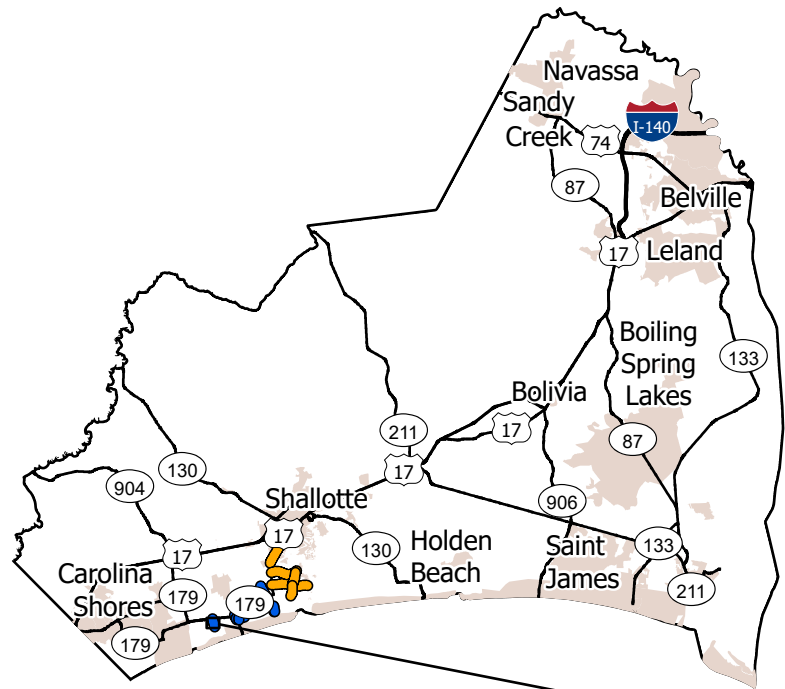 Navassa
Sandy
Creek
I-140
74
87
Belville
17
Leland
Boiling
Spring
Lakes
133
Bolivia
211
17
87
17
130
904
Shallotte
906
17
130
Holden
Beach
Saint
James
133
17
Carolina
Shores
179
179
211
179